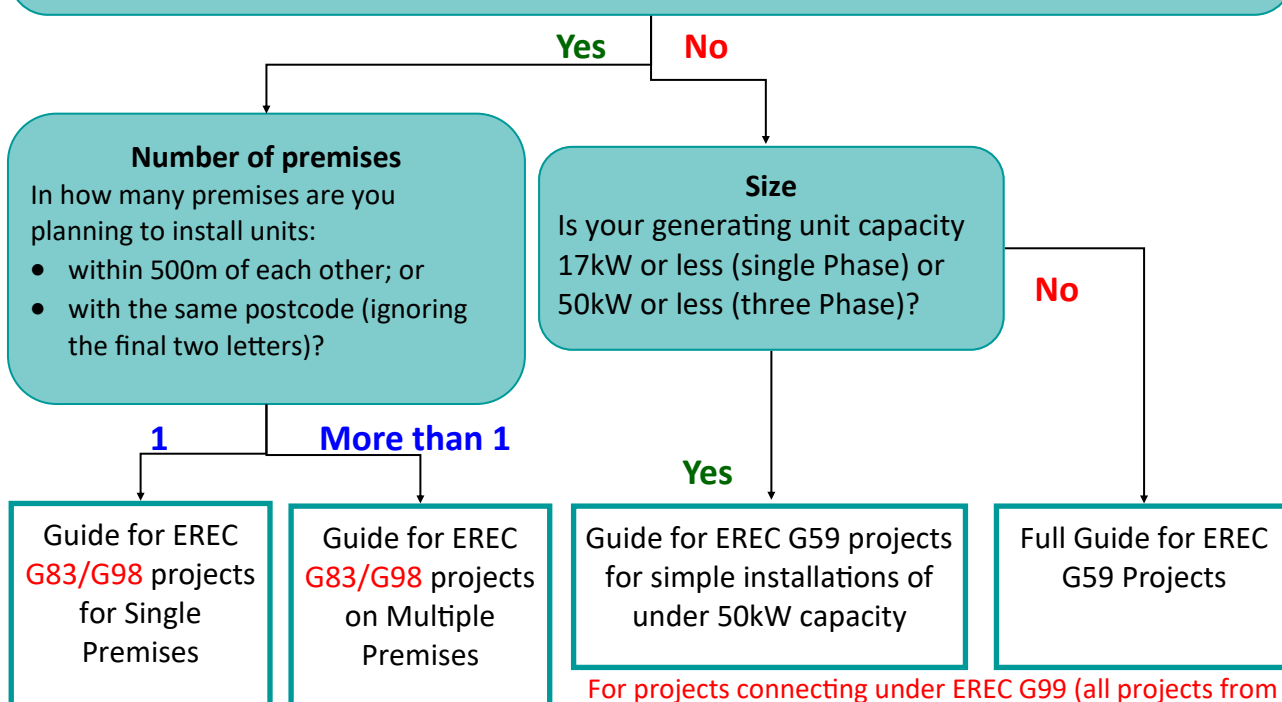 Yes
No
Number of premises
In how many premises are you
planning to install units:
• within 500m of each other; or
• with the same postcode (ignoring
the final two letters)?
Size
Is your generating unit capacity
17kW or less (single Phase) or
50kW or less (three Phase)?
No
1
More than 1
Yes
Guide for EREC
G83/G98 projects
for Single
Premises
Guide for EREC
G83/G98 projects
on Multiple
Premises
Guide for EREC G59 projects
for simple installations of
under 50kW capacity
Full Guide for EREC
G59 Projects
For projects connecting under EREC G99 (all projects from